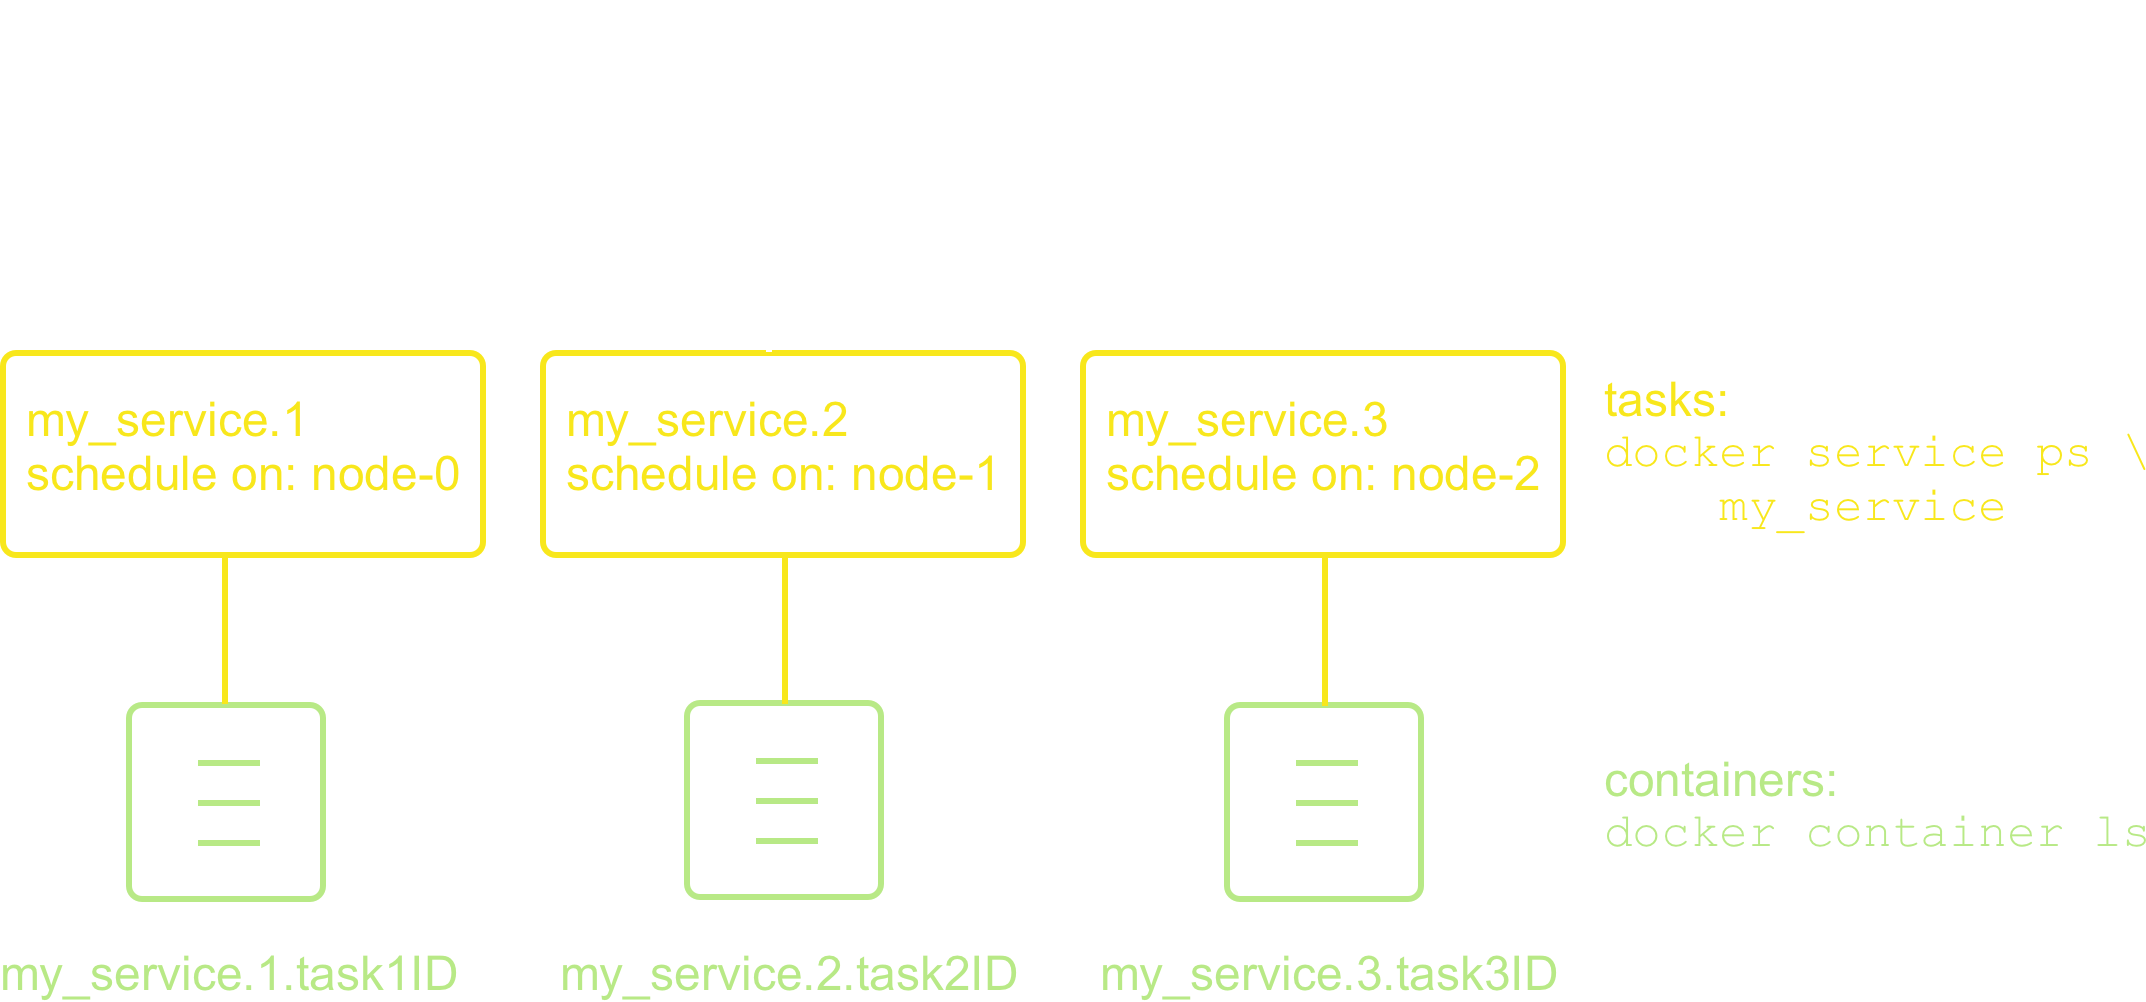 my_service.1
schedule on: node-0
my_service.2
schedule on: node-1
my_service.3
schedule on: node-2
tasks:
docker service ps \
my_service
containers:
docker container ls
my_service.1.task1ID
my_service.2.task2ID
my_service.3.task3ID